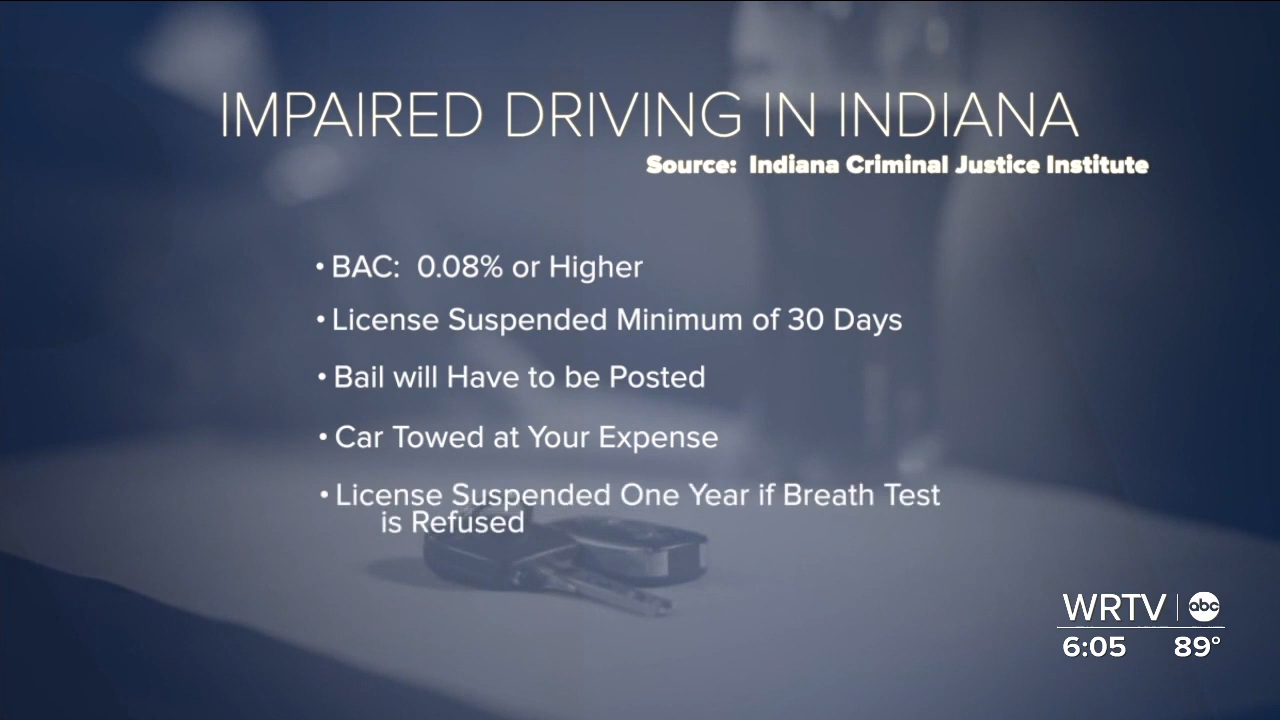 IMPAIRED DRIVING IN INDIANA
Source: Indiana Criminal Justice Institute
• BAC: 0.08% or Higher
• License Suspended Minimum of 30 Days
• Bail will Have to be Posted
• Car Towed at Your Expense
• License Suspended One Year if Breath Test
is Refused
WRTV | abc
6:05 89°